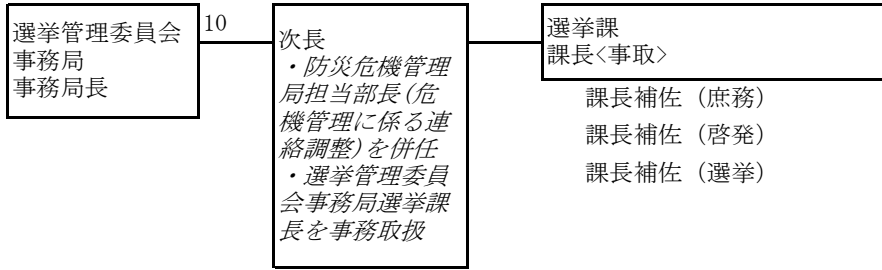 選挙管理委員会
事務局
事務局長
10
次長
・防災危機管理
局担当部長(危
機管理に係る連
絡調整)を併任
・選挙管理委員
会事務局選挙課
長を事務取扱
選挙課
課長<事取>
課長補佐（庶務）
課長補佐（啓発）
課長補佐（選挙）